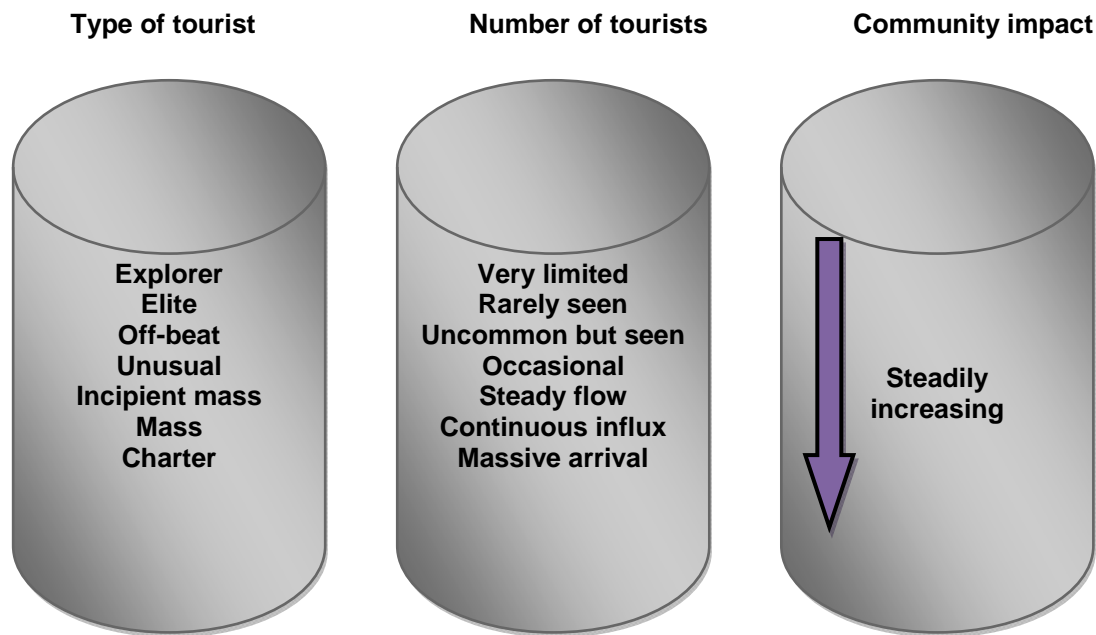 Type of tourist
Number of tourists
Community impact
Explorer
Elite
Off-beat
Unusual
Incipient mass
Mass
Charter
Very limited
Rarely seen
Uncommon but seen
Occasional
Steady flow
Continuous influx
Massive arrival
Steadily
increasing